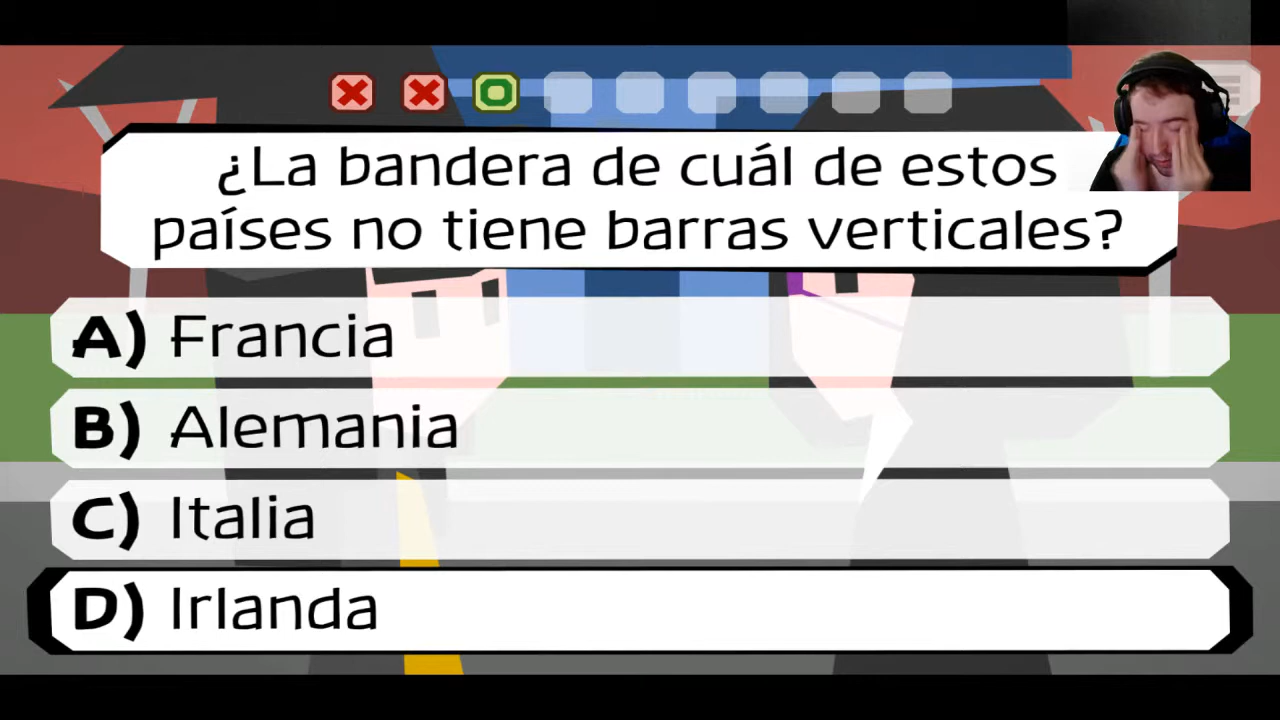 ¿La bandera de cuál de estos
países no tiene barras verticales?
A) Francia
B) Alemania
C) Italia
D) Irlanda